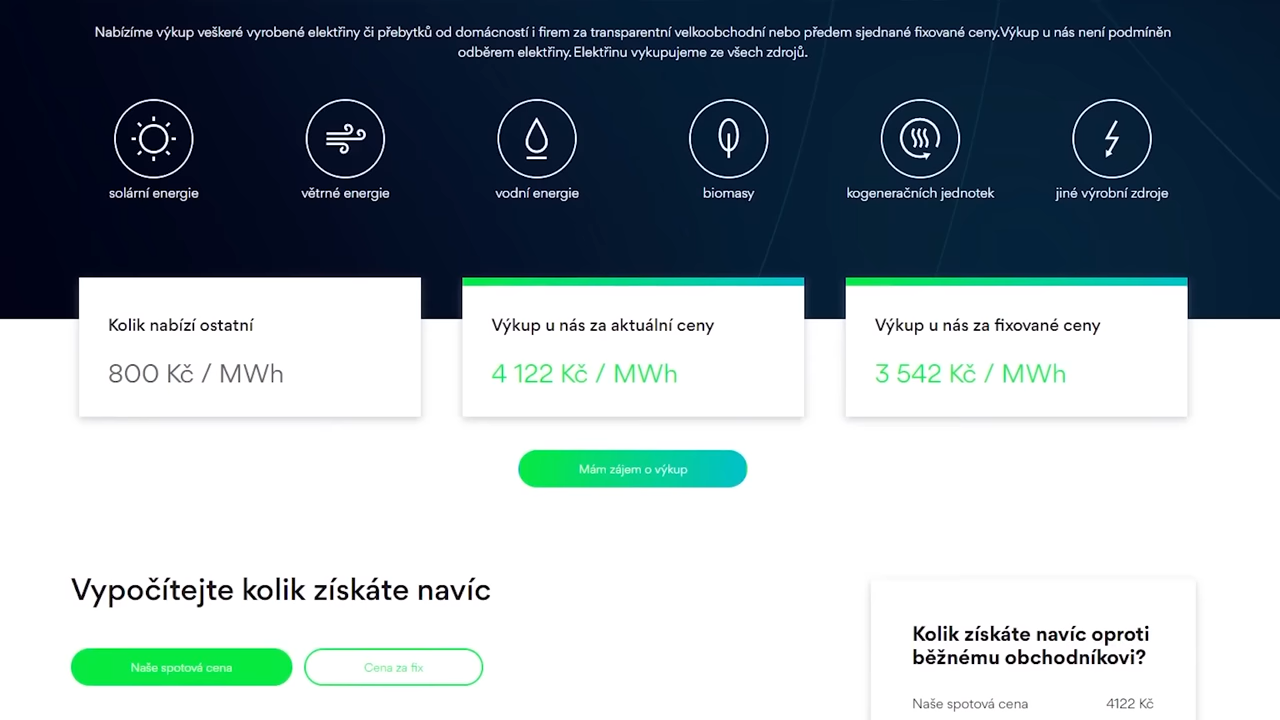 Nabízíme výkup veškeré vyrobené elektřiny či přebytků od domácností i firem za transparentní velkoobchodní nebo předem sjednané fixované ceny.Výkup u nás není podmíněn
odběrem elektřiny. Elektřinu vykupujeme ze všech zdrojů.
solární energie
větrné energie
vodní energie
biomasy
kogeneračních jednotek
jiné výrobní zdroje
Kolik nabízí ostatní
800 Kč / MWh
Výkup u nás za aktuální ceny
4 122 Kč / MWh
Výkup u nás za fixované ceny
3 542 Kč / MWh
Mám zájem o výkup
Vypočítejte kolik získáte navíc
Naše spotová cena
Cena za fix
Kolik získáte navíc oproti
běžnému obchodníkovi?
Naše spotová cena 4122 Kč